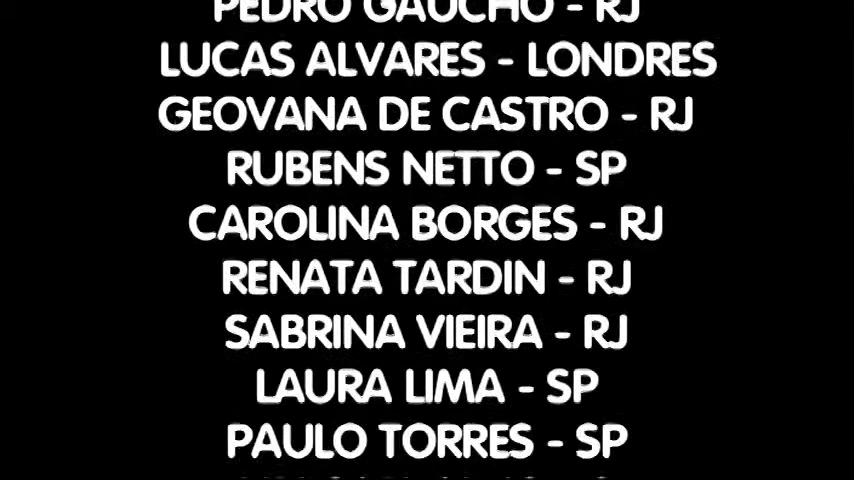 PEDRO GAUCHO - RJ
LUCAS ALVARES - LONDRES
GEOVANA DE CASTRO - RJ
RUBENS NETTO - SP
CAROLINA BORGES - RJ
RENATA TARDIN - RJ
SABRINA VIEIRA - RJ
LAURA LIMA - SP
PAULO TORRES - SP